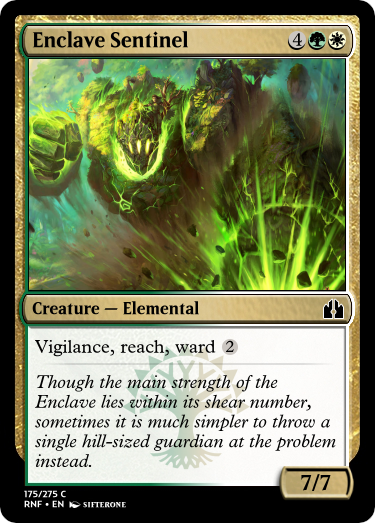 Enclave Sentinel 4
Creature — Elemental
Vigilance, reach, ward 2
Though the main strength of the
Enclave lies within its shear number,
sometimes it is much simpler to throw a
single hill-sized guardian at the problem
instead.
7/7
175/275 C
RNF • EN SIFTERONE